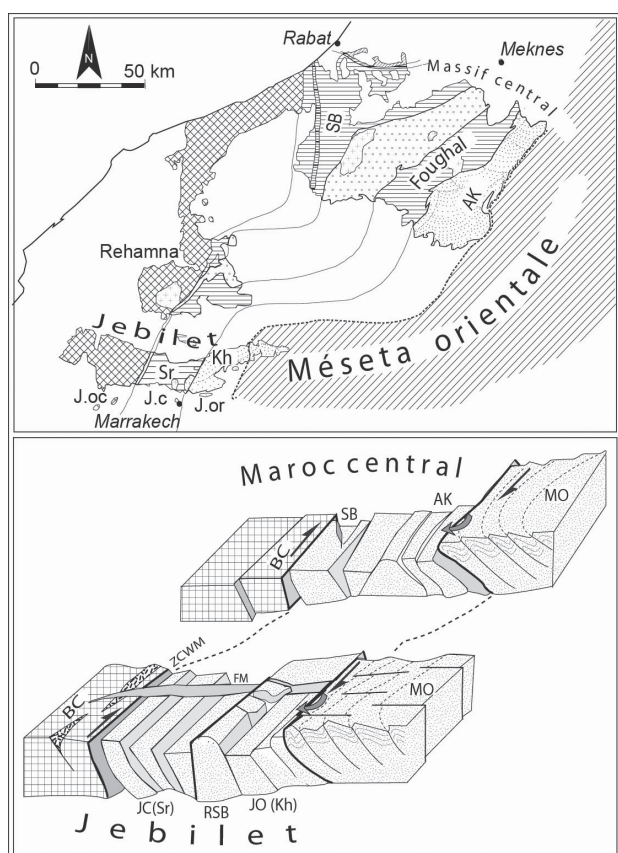 Rabat
Meknes
N
0 50 km
Massif central
SB
Foughal
AK
Rehamna
Méseta orientale
Jebilet
Kh
Sr
J.oc J.c J.or
Marrakech
Maroc central
SB AK MO
BC
ZCWM
FM
BC MO
JC(Sr) RSB JO (Kh)
Jebilet